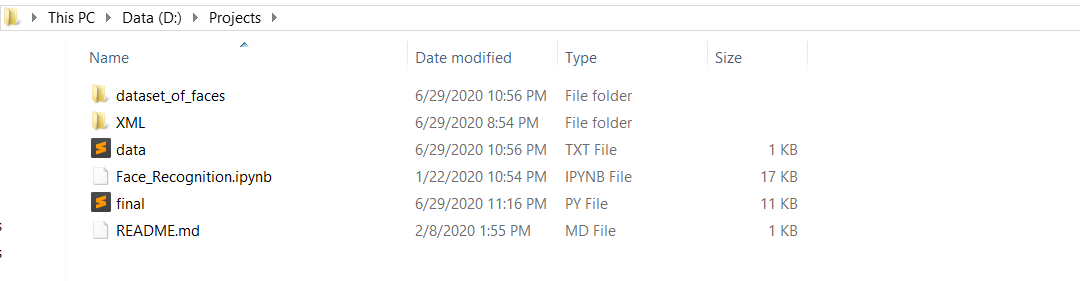 This PC Data (D:) Projects
Name Date modified Type Size
dataset_of_faces 6/29/2020 10:56 PM File folder
XML 6/29/2020 8:54 PM File folder
data 6/29/2020 10:56 PM TXT File 1 KB
Face_Recognition.ipynb 1/22/2020 10:54 PM IPYNB File 17 KB
final 6/29/2020 11:16 PM PY File 11 KB
README.md 2/8/2020 1:55 PM MD File 1 KB